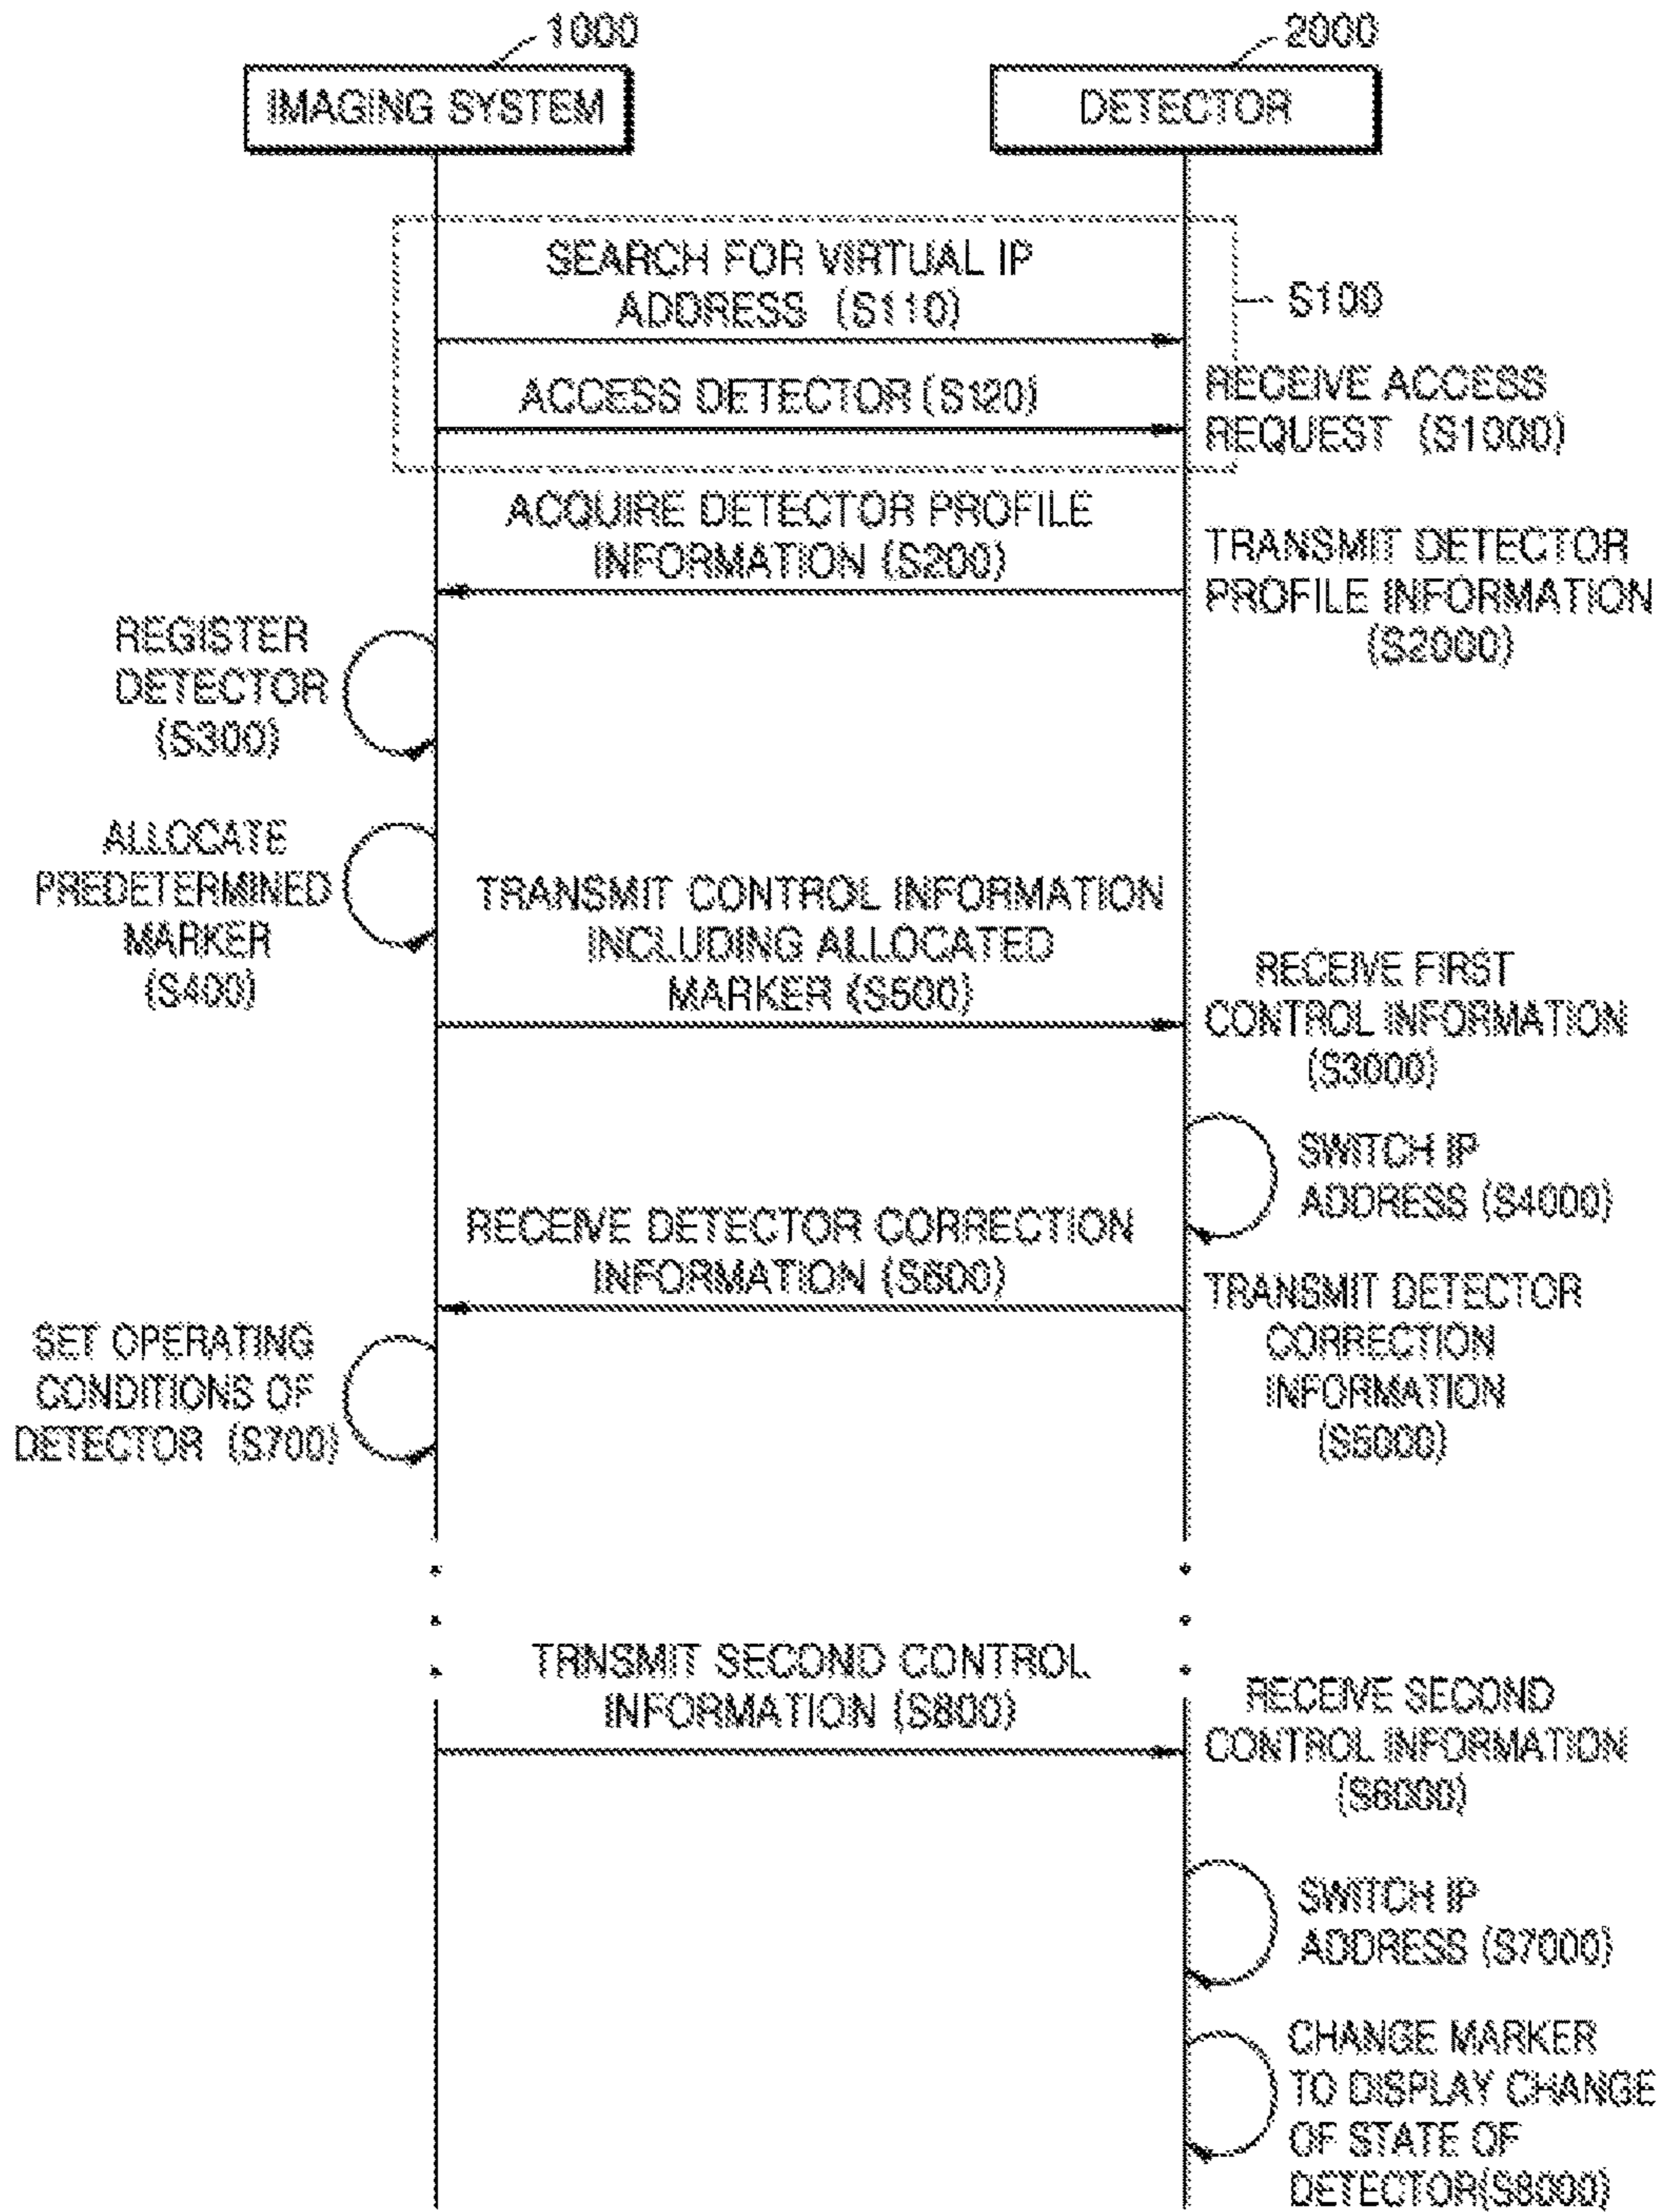 1000
2000
IMAGING SYSTEM
DETECTOR
SEARCH FOR VIRTUAL IP
ADDRESS (S110)
S100
ACCESS DETECTOR (S120)
RECEIVE ACCESS
REQUEST (S1000)
ACQUIRE DETECTOR PROFILE
INFORMATION (S200)
TRANSMIT DETECTOR
PROFILE INFORMATION
(S2000)
REGISTER
DETECTOR
(S300)
ALLOCATE
PREDETERMINED
MARKER
(S400)
TRANSMIT CONTROL INFORMATION
INCLUDING ALLOCATED
MARKER (S500)
RECEIVE FIRST
CONTROL INFORMATION
(S3000)
SWITCH IP
ADDRESS (S4000)
RECEIVE DETECTOR CORRECTION
INFORMATION (S600)
TRANSMIT DETECTOR
CORRECTION
INFORMATION
(S5000)
SET OPERATING
CONDITIONS OF
DETECTOR (S700)
TRNSMIT SECOND CONTROL
INFORMATION (S800)
RECEIVE SECOND
CONTROL INFORMATION
(S6000)
SWITCH IP
ADDRESS (S7000)
CHANGE MARKER
TO DISPLAY CHANGE
OF STATE OF
DETECTOR(S8000)